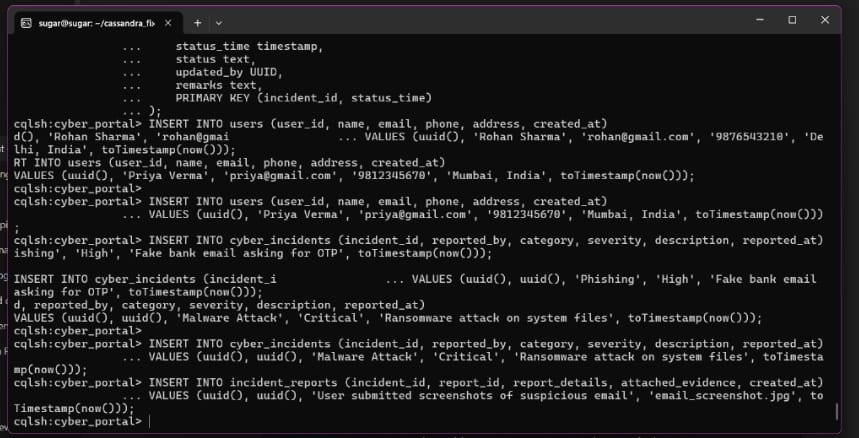 sugar@sugar: ~/cassandra_fix
... status_time timestamp,
... status text,
... updated_by UUID,
... remarks text,
... PRIMARY KEY (incident_id, status_time)
... );
cqlsh:cyber_portal> INSERT INTO users (user_id, name, email, phone, address, created_at)
d(), 'Rohan Sharma', 'rohan@gmai ... VALUES (uuid(), 'Rohan Sharma', 'rohan@gmail.com', '9876543210', 'De
lhi, India', toTimestamp(now()));
RT INTO users (user_id, name, email, phone, address, created_at)
VALUES (uuid(), 'Priya Verma', 'priya@gmail.com', '9812345670', 'Mumbai, India', toTimestamp(now()));
cqlsh:cyber_portal>
cqlsh:cyber_portal> INSERT INTO users (user_id, name, email, phone, address, created_at)
... VALUES (uuid(), 'Priya Verma', 'priya@gmail.com', '9812345670', 'Mumbai, India', toTimestamp(now()))
;
cqlsh:cyber_portal> INSERT INTO cyber_incidents (incident_id, reported_by, category, severity, description, reported_at)
ishing', 'High', 'Fake bank email asking for OTP', toTimestamp(now()));
INSERT INTO cyber_incidents (incident_i ... VALUES (uuid(), uuid(), 'Phishing', 'High', 'Fake bank email
asking for OTP', toTimestamp(now()));
d, reported_by, category, severity, description, reported_at)
VALUES (uuid(), uuid(), 'Malware Attack', 'Critical', 'Ransomware attack on system files', toTimestamp(now()));
cqlsh:cyber_portal>
cqlsh:cyber_portal> INSERT INTO cyber_incidents (incident_id, reported_by, category, severity, description, reported_at)
... VALUES (uuid(), uuid(), 'Malware Attack', 'Critical', 'Ransomware attack on system files', toTimesta
mp(now()));
cqlsh:cyber_portal> INSERT INTO incident_reports (incident_id, report_id, report_details, attached_evidence, created_at)
... VALUES (uuid(), uuid(), 'User submitted screenshots of suspicious email', 'email_screenshot.jpg', to
Timestamp(now()));
cqlsh:cyber_portal>